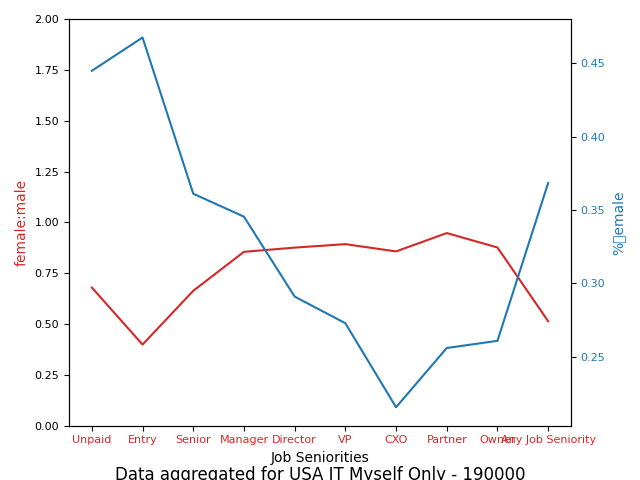 2.00
1.75
1.50
1.25
1.00
0.75
0.50
0.25
0.00
female:male
0.45
0.40
0.35
0.30
0.25
%▯emale
Unpaid Entry Senior Manager Director VP CXO Partner Owner Any Job Seniority
Job Seniorities
Data aggregated for USA IT Myself Only - 190000